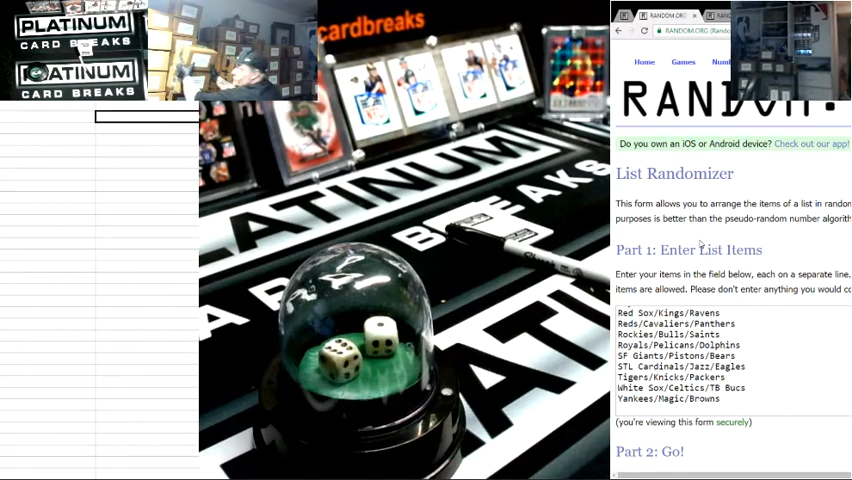 PLATINUM
CARD BREAKS
PLATINUM
CARD BREAKS
cardbreaks
PLATINUM
BREAKS
RANDOM.ORG
Home
Games
Do you own an iOS or Android device? Check out our app!
List Randomizer
This form allows you to arrange the items of a list in random
purposes is better than the pseudo-random number algorith
Part 1: Enter List Items
Enter your items in the field below, each on a separate line.
items are allowed. Please don't enter anything you would co
Red Sox/Kings/Ravens
Reds/Cavaliers/Panthers
Rockies/Bulls/Saints
Royals/Pelicans/Dolphins
SF Giants/Pistons/Bears
STL Cardinals/Jazz/Eagles
Tigers/Knicks/Packers
White Sox/Celtics/TB Bucs
Yankees/Magic/Browns
(you're viewing this form securely)
Part 2: Go!